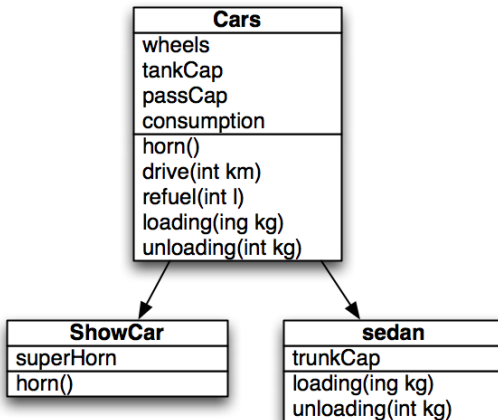 Cars
wheels
tankCap
passCap
consumption
horn()
drive(int km)
refuel(int l)
loading(ing kg)
unloading(int kg)
ShowCar
superHorn
horn()
sedan
trunkCap
loading(ing kg)
unloading(int kg)